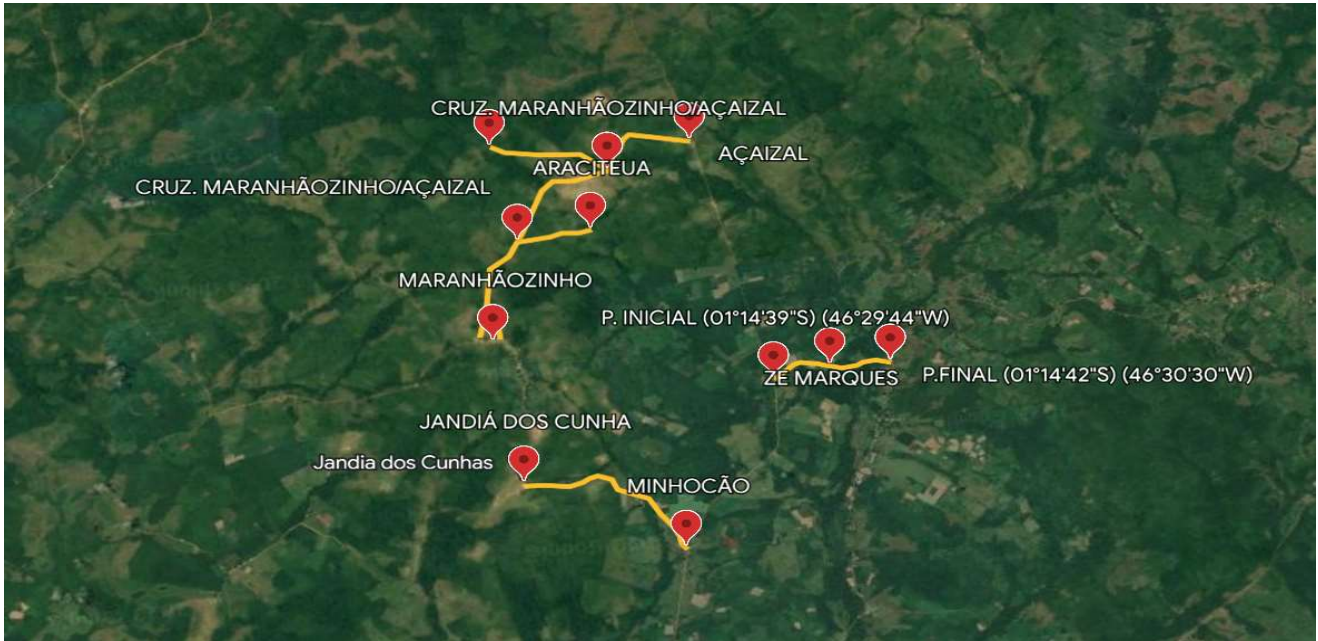 CRUZ. MARANHÃOZINHO/AÇAIZAL
AÇAIZAL
ARACITEUA
CRUZ. MARANHÃOZINHO/AÇAIZAL
MARANHÃOZINHO
P. INICIAL (01°14'39"S) (46°29'44"W)
ZÉ MARQUES
P.FINAL (01°14'42"S) (46°30'30"W)
JANDIÁ DOS CUNHA
Jandia dos Cunhas
MINHOCÃO